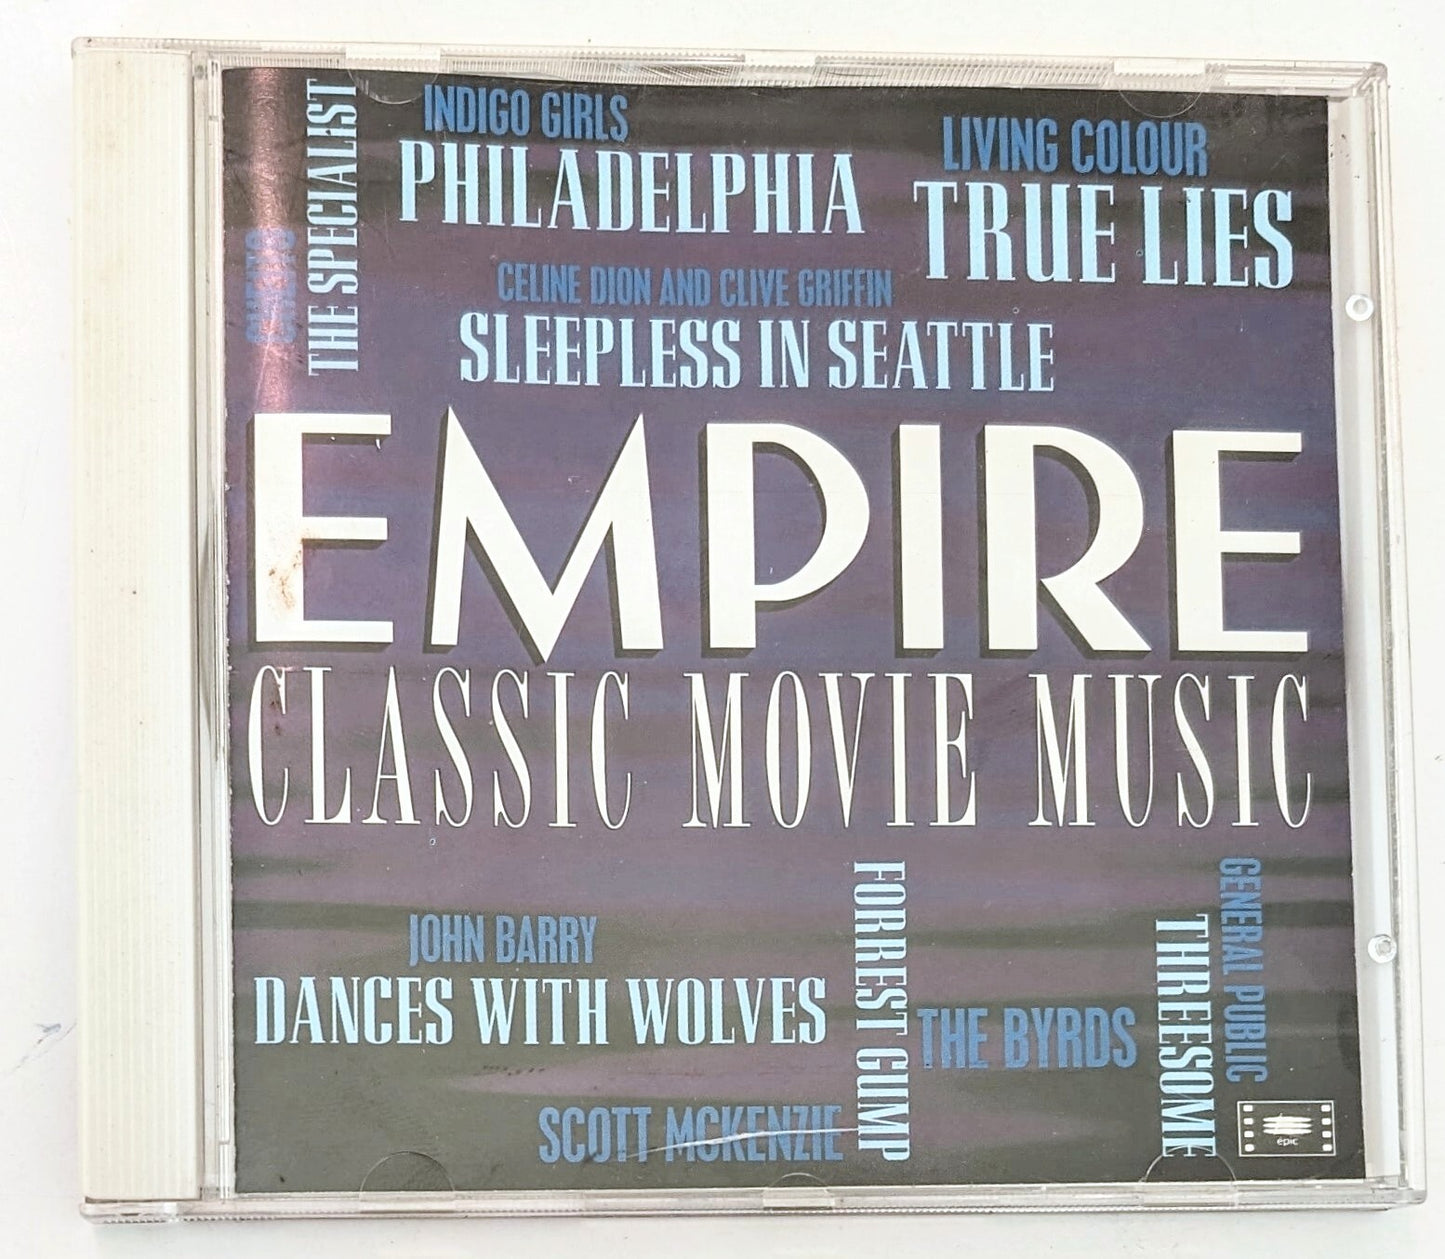 THE SPECIALIST
INDIGO GIRLS
PHILADELPHIA
LIVING COLOUR
TRUE LIES
CELINE DION AND CLIVE GRIFFIN
SLEEPLESS IN SEATTLE
EMPIRE
CLASSIC MOVIE MUSIC
JOHN BARRY
DANCES WITH WOLVES
SCOTT MCKENZIE
FORREST GUMP
THE BYRDS
GENERAL PUBLIC
THREESOME
epic